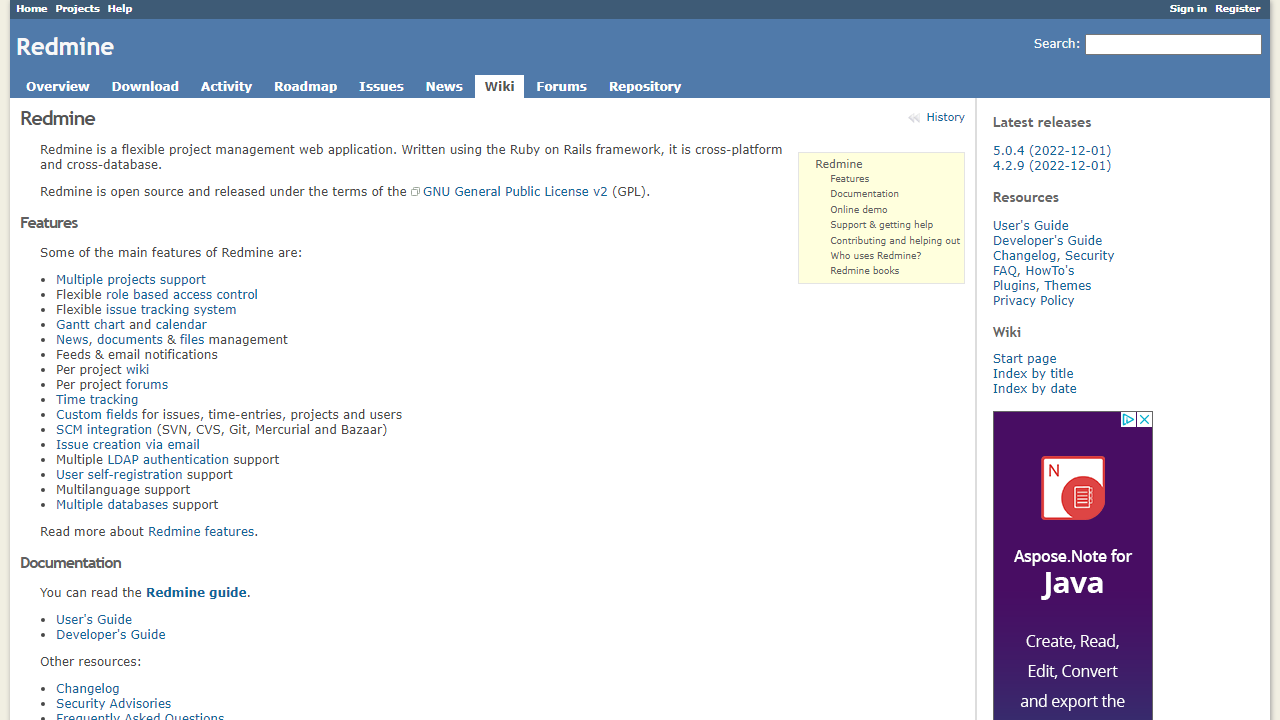 Home Projects Help
Sign in Register
Redmine
Search:
Overview Download Activity Roadmap Issues News Wiki Forums Repository
Redmine
History
Redmine is a flexible project management web application. Written using the Ruby on Rails framework, it is cross-platform
and cross-database.
Redmine is open source and released under the terms of the GNU General Public License v2 (GPL).
Redmine
Features
Documentation
Online demo
Support & getting help
Contributing and helping out
Who uses Redmine?
Redmine books
Features
Some of the main features of Redmine are:
• Multiple projects support
• Flexible role based access control
• Flexible issue tracking system
• Gantt chart and calendar
• News, documents & files management
• Feeds & email notifications
• Per project wiki
• Per project forums
• Time tracking
• Custom fields for issues, time-entries, projects and users
• SCM integration (SVN, CVS, Git, Mercurial and Bazaar)
• Issue creation via email
• Multiple LDAP authentication support
• User self-registration support
• Multilanguage support
• Multiple databases support
Read more about Redmine features.
Documentation
You can read the Redmine guide.
• User's Guide
• Developer's Guide
Other resources:
• Changelog
• Security Advisories
• Frequently Asked Questions
Latest releases
5.0.4 (2022-12-01)
4.2.9 (2022-12-01)
Resources
User's Guide
Developer's Guide
Changelog, Security
FAQ, HowTo's
Plugins, Themes
Privacy Policy
Wiki
Start page
Index by title
Index by date
N
Aspose.Note for
Java
Create, Read,
Edit, Convert
and export the